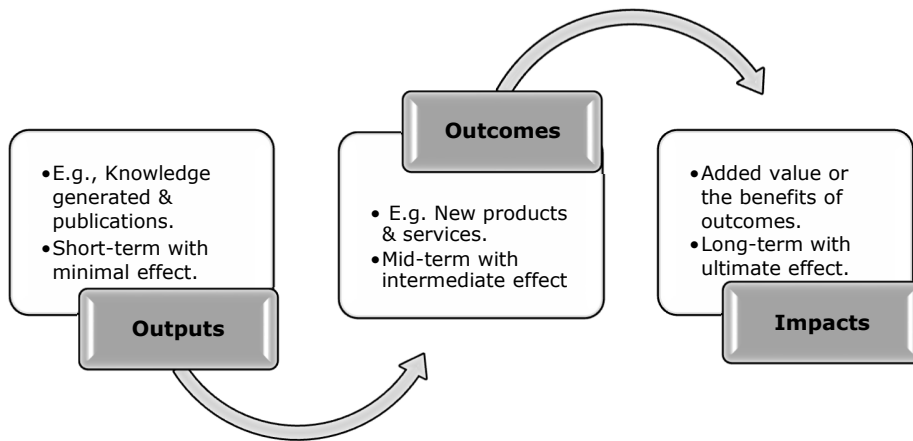 •E.g., Knowledge
generated &
publications.
•Short-term with
minimal effect.
Outputs
Outcomes
• E.g. New products
& services.
•Mid-term with
intermediate effect
•Added value or
the benefits of
outcomes.
•Long-term with
ultimate effect.
Impacts